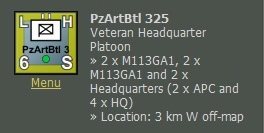 PzArtBtl 325
Veteran Headquarter
Platoon
» 2 x M113GA1, 2 x
M113GA1 and 2 x
Headquarters (2 x APC and
4 x HQ)
» Location: 3 km W off-map
L H
PzArtBtl 3
6 S
Menu